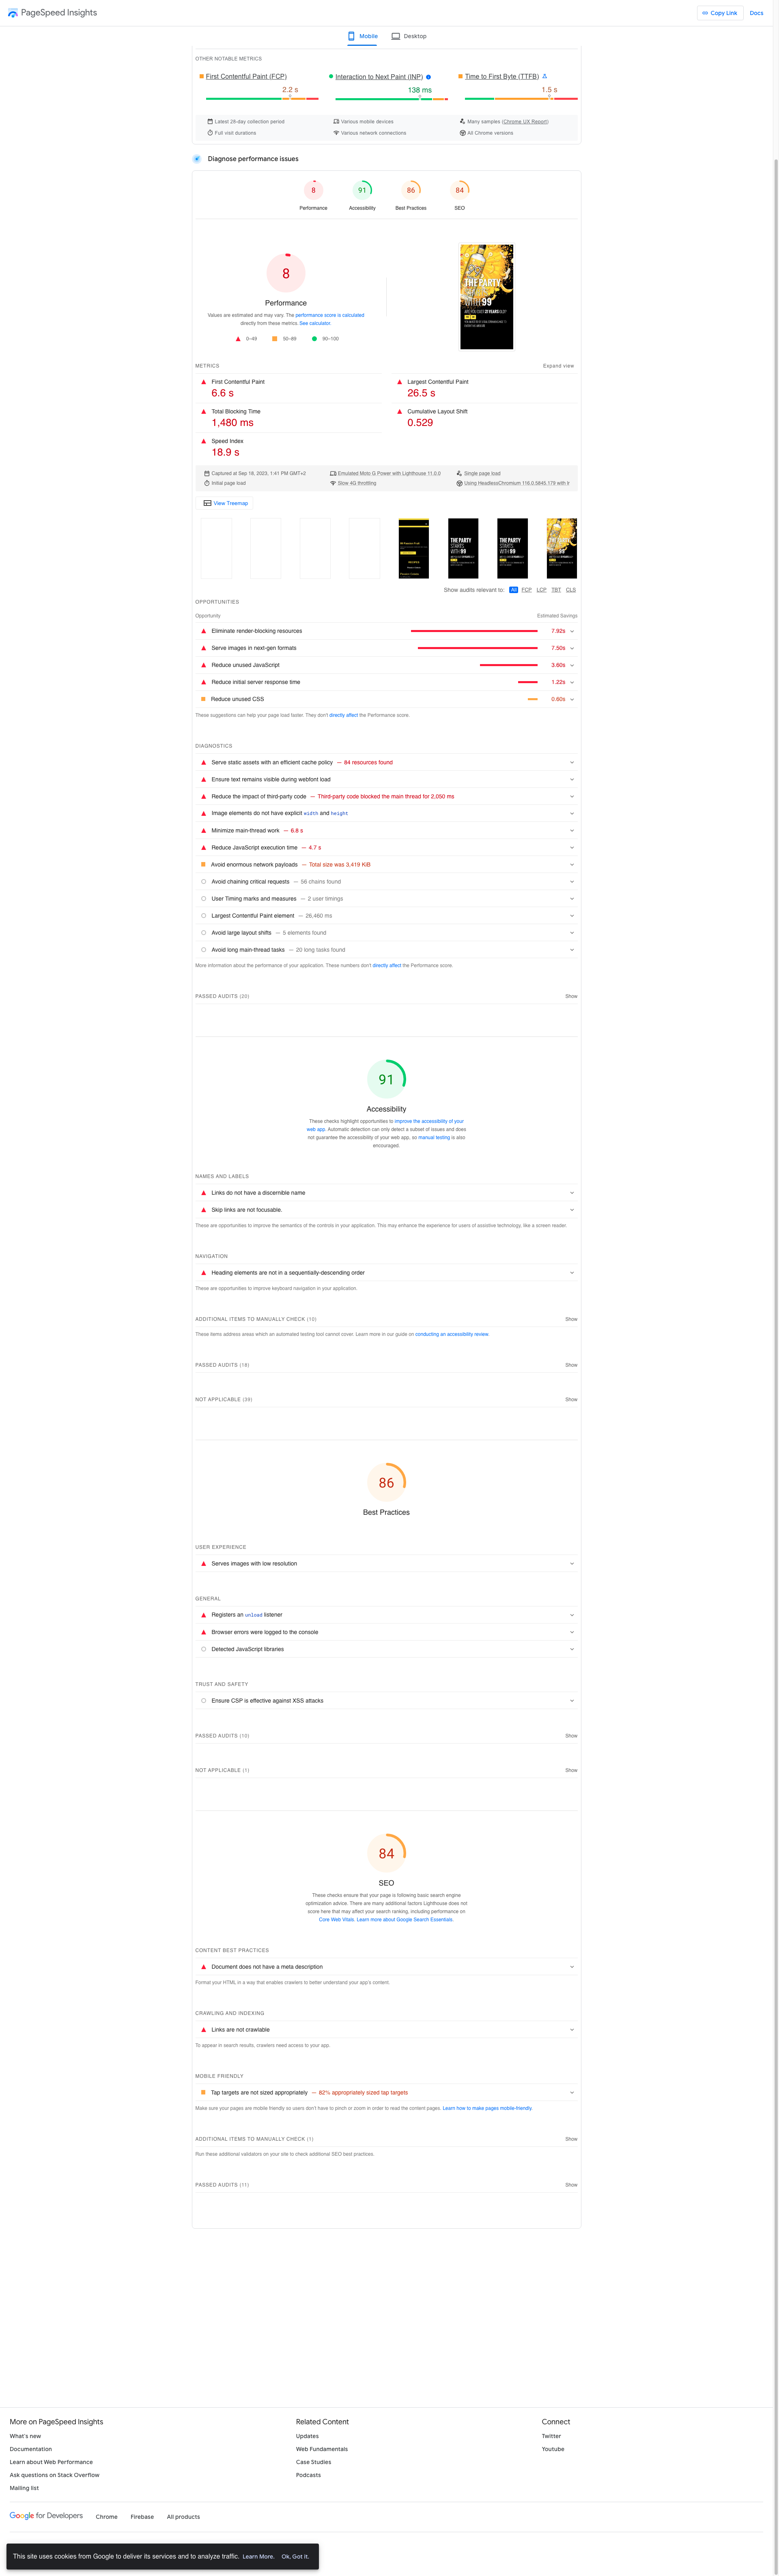 PageSpeed Insights
Copy Link
Docs
Mobile
Desktop
OTHER NOTABLE METRICS
First Contentful Paint (FCP)
2.2 s
Interaction to Next Paint (INP)
138 ms
Time to First Byte (TTFB)
1.5 s
Latest 28-day collection period
Various mobile devices
Many samples (Chrome UX Report)
Full visit durations
Various network connections
All Chrome versions
Diagnose performance issues
8
91
86
84
Performance
Accessibility
Best Practices
SEO
8
Performance
Values are estimated and may vary. The performance score is calculated
directly from these metrics. See calculator.
0–49
50–89
90–100
THE PARTY
WITH 99
METRICS
Expand view
First Contentful Paint
6.6 s
Largest Contentful Paint
26.5 s
Total Blocking Time
1,480 ms
Cumulative Layout Shift
0.529
Speed Index
18.9 s
Captured at Sep 19, 2023, 1:41 PM GMT+2
Emulated Moto G Power with Lighthouse 11.0.0
Single page load
Initial page load
Slow 4G throttling
Using HeadlessChromium 116.0.5845.179 with lr
View Treemap
THE PARTY
STARTS
WITH 99
THE PARTY
STARTS
WITH 99
Show audits relevant to: All FCP LCP TBT CLS
OPPORTUNITIES
Opportunity
Estimated Savings
Eliminate render-blocking resources
7.92s
Serve images in next-gen formats
7.50s
Reduce unused JavaScript
3.60s
Reduce initial server response time
1.22s
Reduce unused CSS
0.60s
These suggestions can help your page load faster. They don't directly affect the Performance score.
DIAGNOSTICS
Serve static assets with an efficient cache policy — 84 resources found
Ensure text remains visible during webfont load
Reduce the impact of third-party code — Third-party code blocked the main thread for 2,050 ms
Image elements do not have explicit width and height
Minimize main-thread work — 6.8 s
Reduce JavaScript execution time — 4.7 s
Avoid enormous network payloads — Total size was 3,419 KiB
Avoid chaining critical requests — 56 chains found
User Timing marks and measures — 2 user timings
Largest Contentful Paint element — 26,460 ms
Avoid large layout shifts — 5 elements found
Avoid long main-thread tasks — 20 long tasks found
More information about the performance of your application. These numbers don't directly affect the Performance score.
PASSED AUDITS (20)
Show
91
Accessibility
These checks highlight opportunities to improve the accessibility of your
web app. Automatic detection can only detect a subset of issues and does
not guarantee the accessibility of your web app, so manual testing is also
encouraged.
NAMES AND LABELS
Links do not have a discernible name
Skip links are not focusable.
These are opportunities to improve the semantics of the controls in your application. This may enhance the experience for users of assistive technology, like a screen reader.
NAVIGATION
Heading elements are not in a sequentially-descending order
These are opportunities to improve keyboard navigation in your application.
ADDITIONAL ITEMS TO MANUALLY CHECK (10)
Show
These items address areas which an automated testing tool cannot cover. Learn more in our guide on conducting an accessibility review.
PASSED AUDITS (18)
Show
NOT APPLICABLE (39)
Show
86
Best Practices
USER EXPERIENCE
Serves images with low resolution
GENERAL
Registers an unload listener
Browser errors were logged to the console
Detected JavaScript libraries
TRUST AND SAFETY
Ensure CSP is effective against XSS attacks
PASSED AUDITS (10)
Show
NOT APPLICABLE (1)
Show
84
SEO
These checks ensure that your page is following basic search engine
optimization advice. There are many additional factors Lighthouse does not
score here that may affect your search ranking, including performance on
Core Web Vitals. Learn more about Google Search Essentials.
CONTENT BEST PRACTICES
Document does not have a meta description
Format your HTML in a way that enables crawlers to better understand your app's content.
CRAWLING AND INDEXING
Links are not crawlable
To appear in search results, crawlers need access to your app.
MOBILE FRIENDLY
Tap targets are not sized appropriately — 82% appropriately sized tap targets
Make sure your pages are mobile friendly so users don't have to pinch or zoom in order to read the content pages. Learn how to make pages mobile-friendly.
ADDITIONAL ITEMS TO MANUALLY CHECK (1)
Show
Run these additional validators on your site to check additional SEO best practices.
PASSED AUDITS (11)
Show
More on PageSpeed Insights
What's new
Documentation
Learn about Web Performance
Ask questions on Stack Overflow
Mailing list
Related Content
Updates
Web Fundamentals
Case Studies
Podcasts
Connect
Twitter
Youtube
Google for Developers
Chrome
Firebase
All products
This site uses cookies from Google to deliver its services and to analyze traffic. Learn More. Ok, Got it.